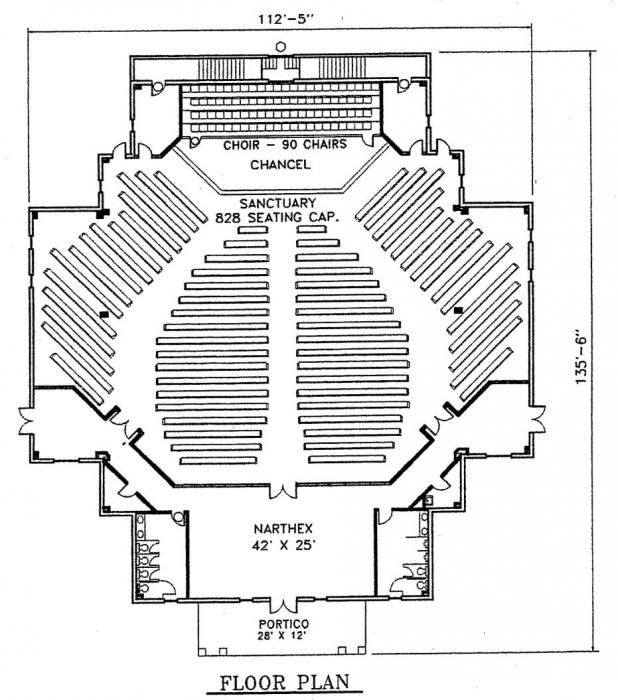 112'-5"
CHOIR - 90 CHAIRS
CHANCEL
SANCTUARY
828 SEATING CAP.
135'-6"
NARTHEX
42' X 25'
PORTICO
28' X 12'
FLOOR PLAN